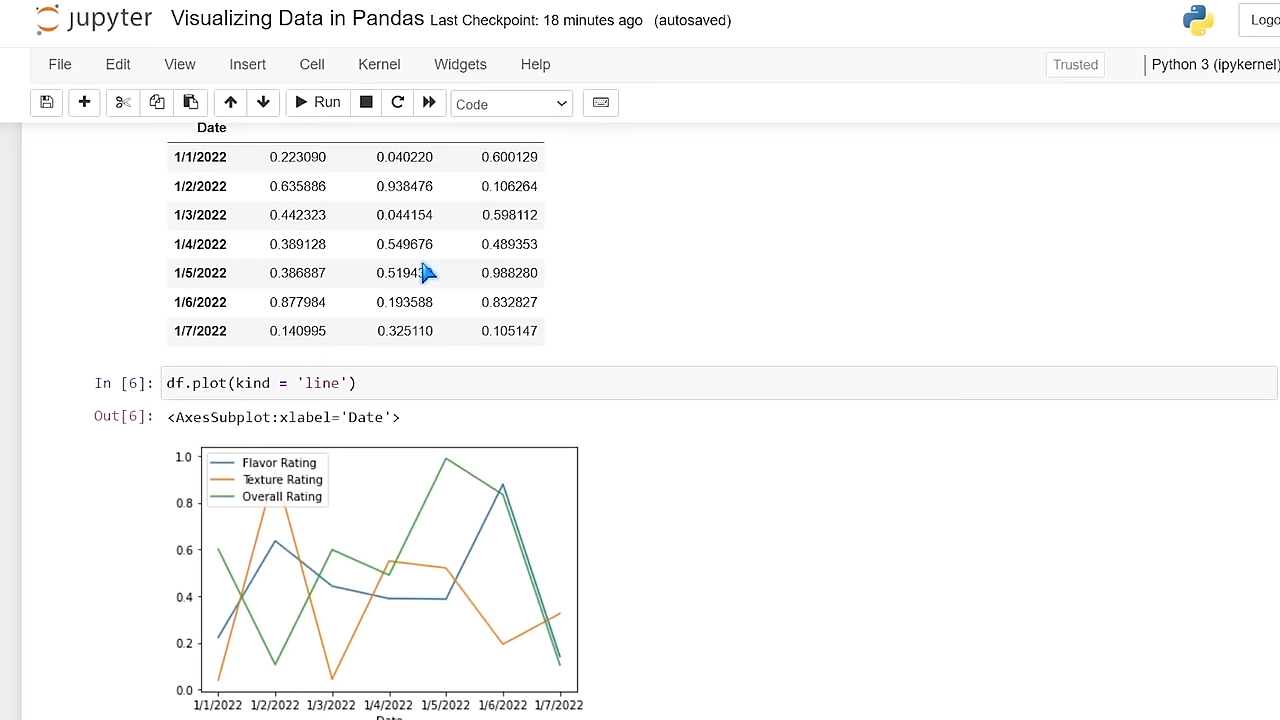 jupyter Visualizing Data in Pandas Last Checkpoint: 18 minutes ago (autosaved)
File Edit View Insert Cell Kernel Widgets Help Trusted Python 3 (ipykernel)
Run Code
Date
1/1/2022 0.223090 0.040220 0.600129
1/2/2022 0.635886 0.938476 0.106264
1/3/2022 0.442323 0.044154 0.598112
1/4/2022 0.389128 0.549676 0.489353
1/5/2022 0.386887 0.988280
1/6/2022 0.877984 0.193588 0.832827
1/7/2022 0.140995 0.325110 0.105147
In [6]: df.plot(kind = 'line')
Out[6]: <AxesSubplot:xlabel='Date'>
Flavor Rating
Texture Rating
Overall Rating
1.0
0.8
0.6
0.4
0.2
0.0
1/1/2022 1/2/2022 1/3/2022 1/4/2022 1/5/2022 1/6/2022 1/7/2022
Date